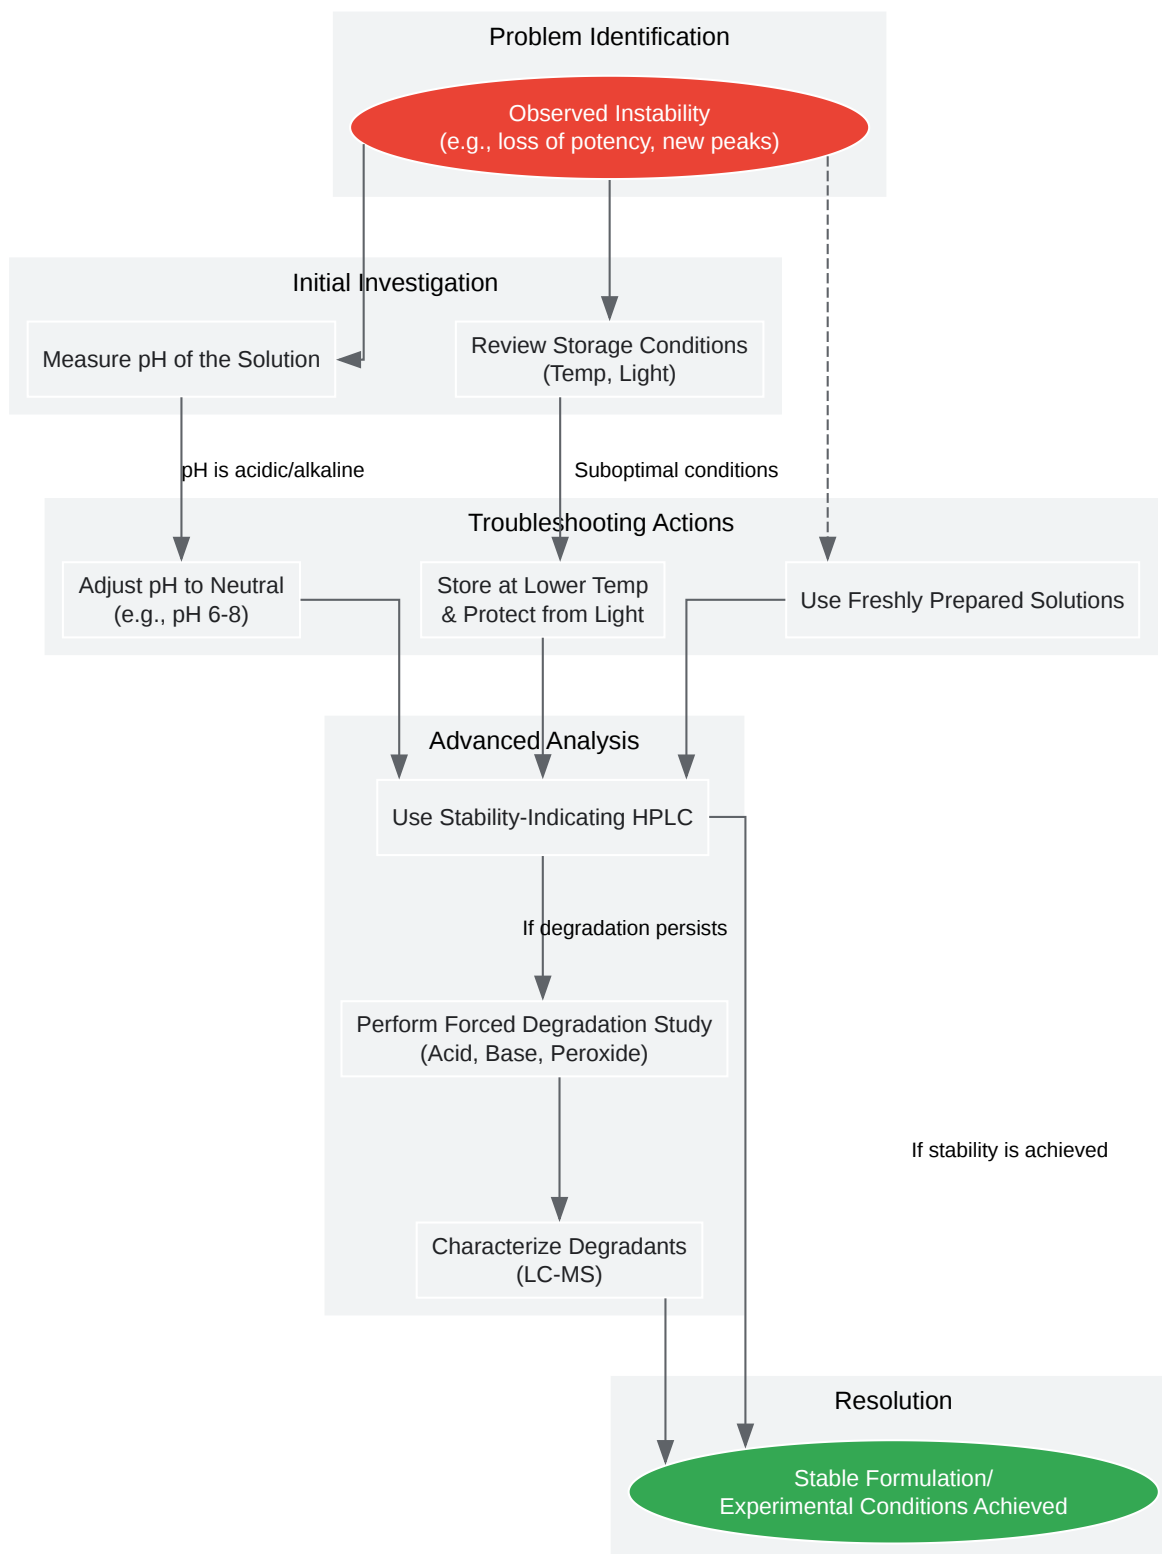 Problem Identification
Observed Instability
(e.g., loss of potency, new peaks)
Initial Investigation
Measure pH of the Solution
Review Storage Conditions
(Temp, Light)
pH is acidic/alkaline
Suboptimal conditions
Troubleshooting Actions
Adjust pH to Neutral
(e.g., pH 6-8)
Store at Lower Temp
& Protect from Light
Use Freshly Prepared Solutions
Advanced Analysis
Use Stability-Indicating HPLC
If degradation persists
Perform Forced Degradation Study
(Acid, Base, Peroxide)
If stability is achieved
Characterize Degradants
(LC-MS)
Resolution
Stable Formulation/
Experimental Conditions Achieved